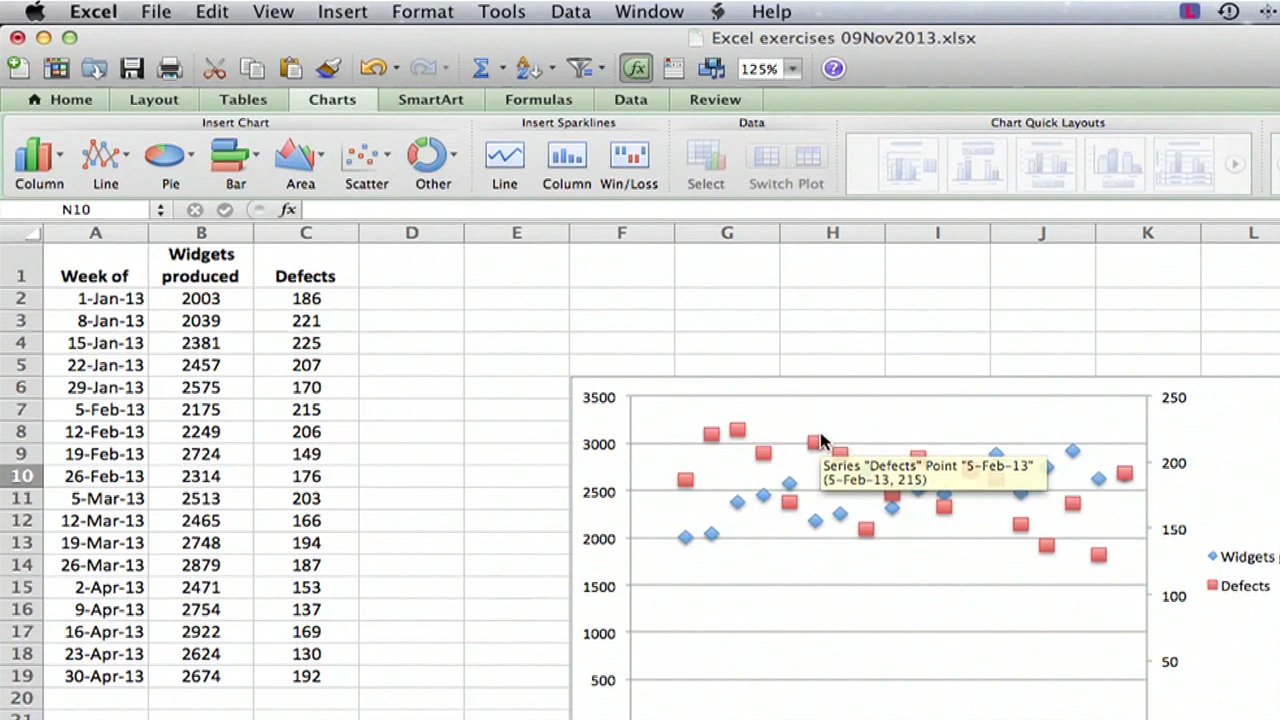 Excel File Edit View Insert Format Tools Data Window Help
Excel exercises 09Nov2013.xlsx
125%
Home Layout Tables Charts SmartArt Formulas Data Review
Insert Chart Insert Sparklines Data Chart Quick Layouts
Column Line Pie Bar Area Scatter Other Line Column Win/Loss Select Switch Plot
N10 fx
A B C D E F G H I J K L
1 Week of Widgets produced Defects
2 1-Jan-13 2003 186
3 8-Jan-13 2039 221
4 15-Jan-13 2381 225
5 22-Jan-13 2457 207
6 29-Jan-13 2575 170
7 5-Feb-13 2175 215
8 12-Feb-13 2249 206
9 19-Feb-13 2724 149
10 26-Feb-13 2314 176
11 5-Mar-13 2513 203
12 12-Mar-13 2465 166
13 19-Mar-13 2748 194
14 26-Mar-13 2879 187
15 2-Apr-13 2471 153
16 9-Apr-13 2754 137
17 16-Apr-13 2922 169
18 23-Apr-13 2624 130
19 30-Apr-13 2674 192
20
21
3500
3000
2500
2000
1500
1000
500
250
200
150
100
50
Series "Defects" Point "5-Feb-13"
(5-Feb-13, 215)
Widgets
Defects